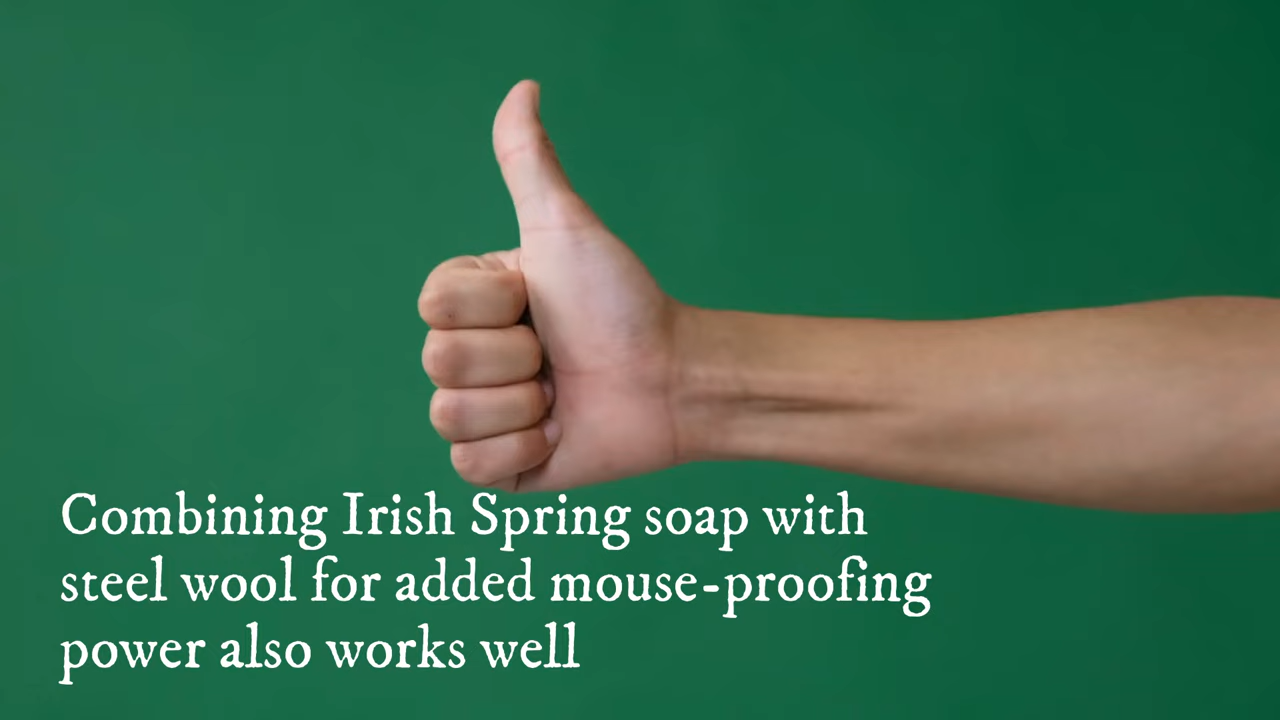 Combining Irish Spring soap with
steel wool for added mouse-proofing
power also works well